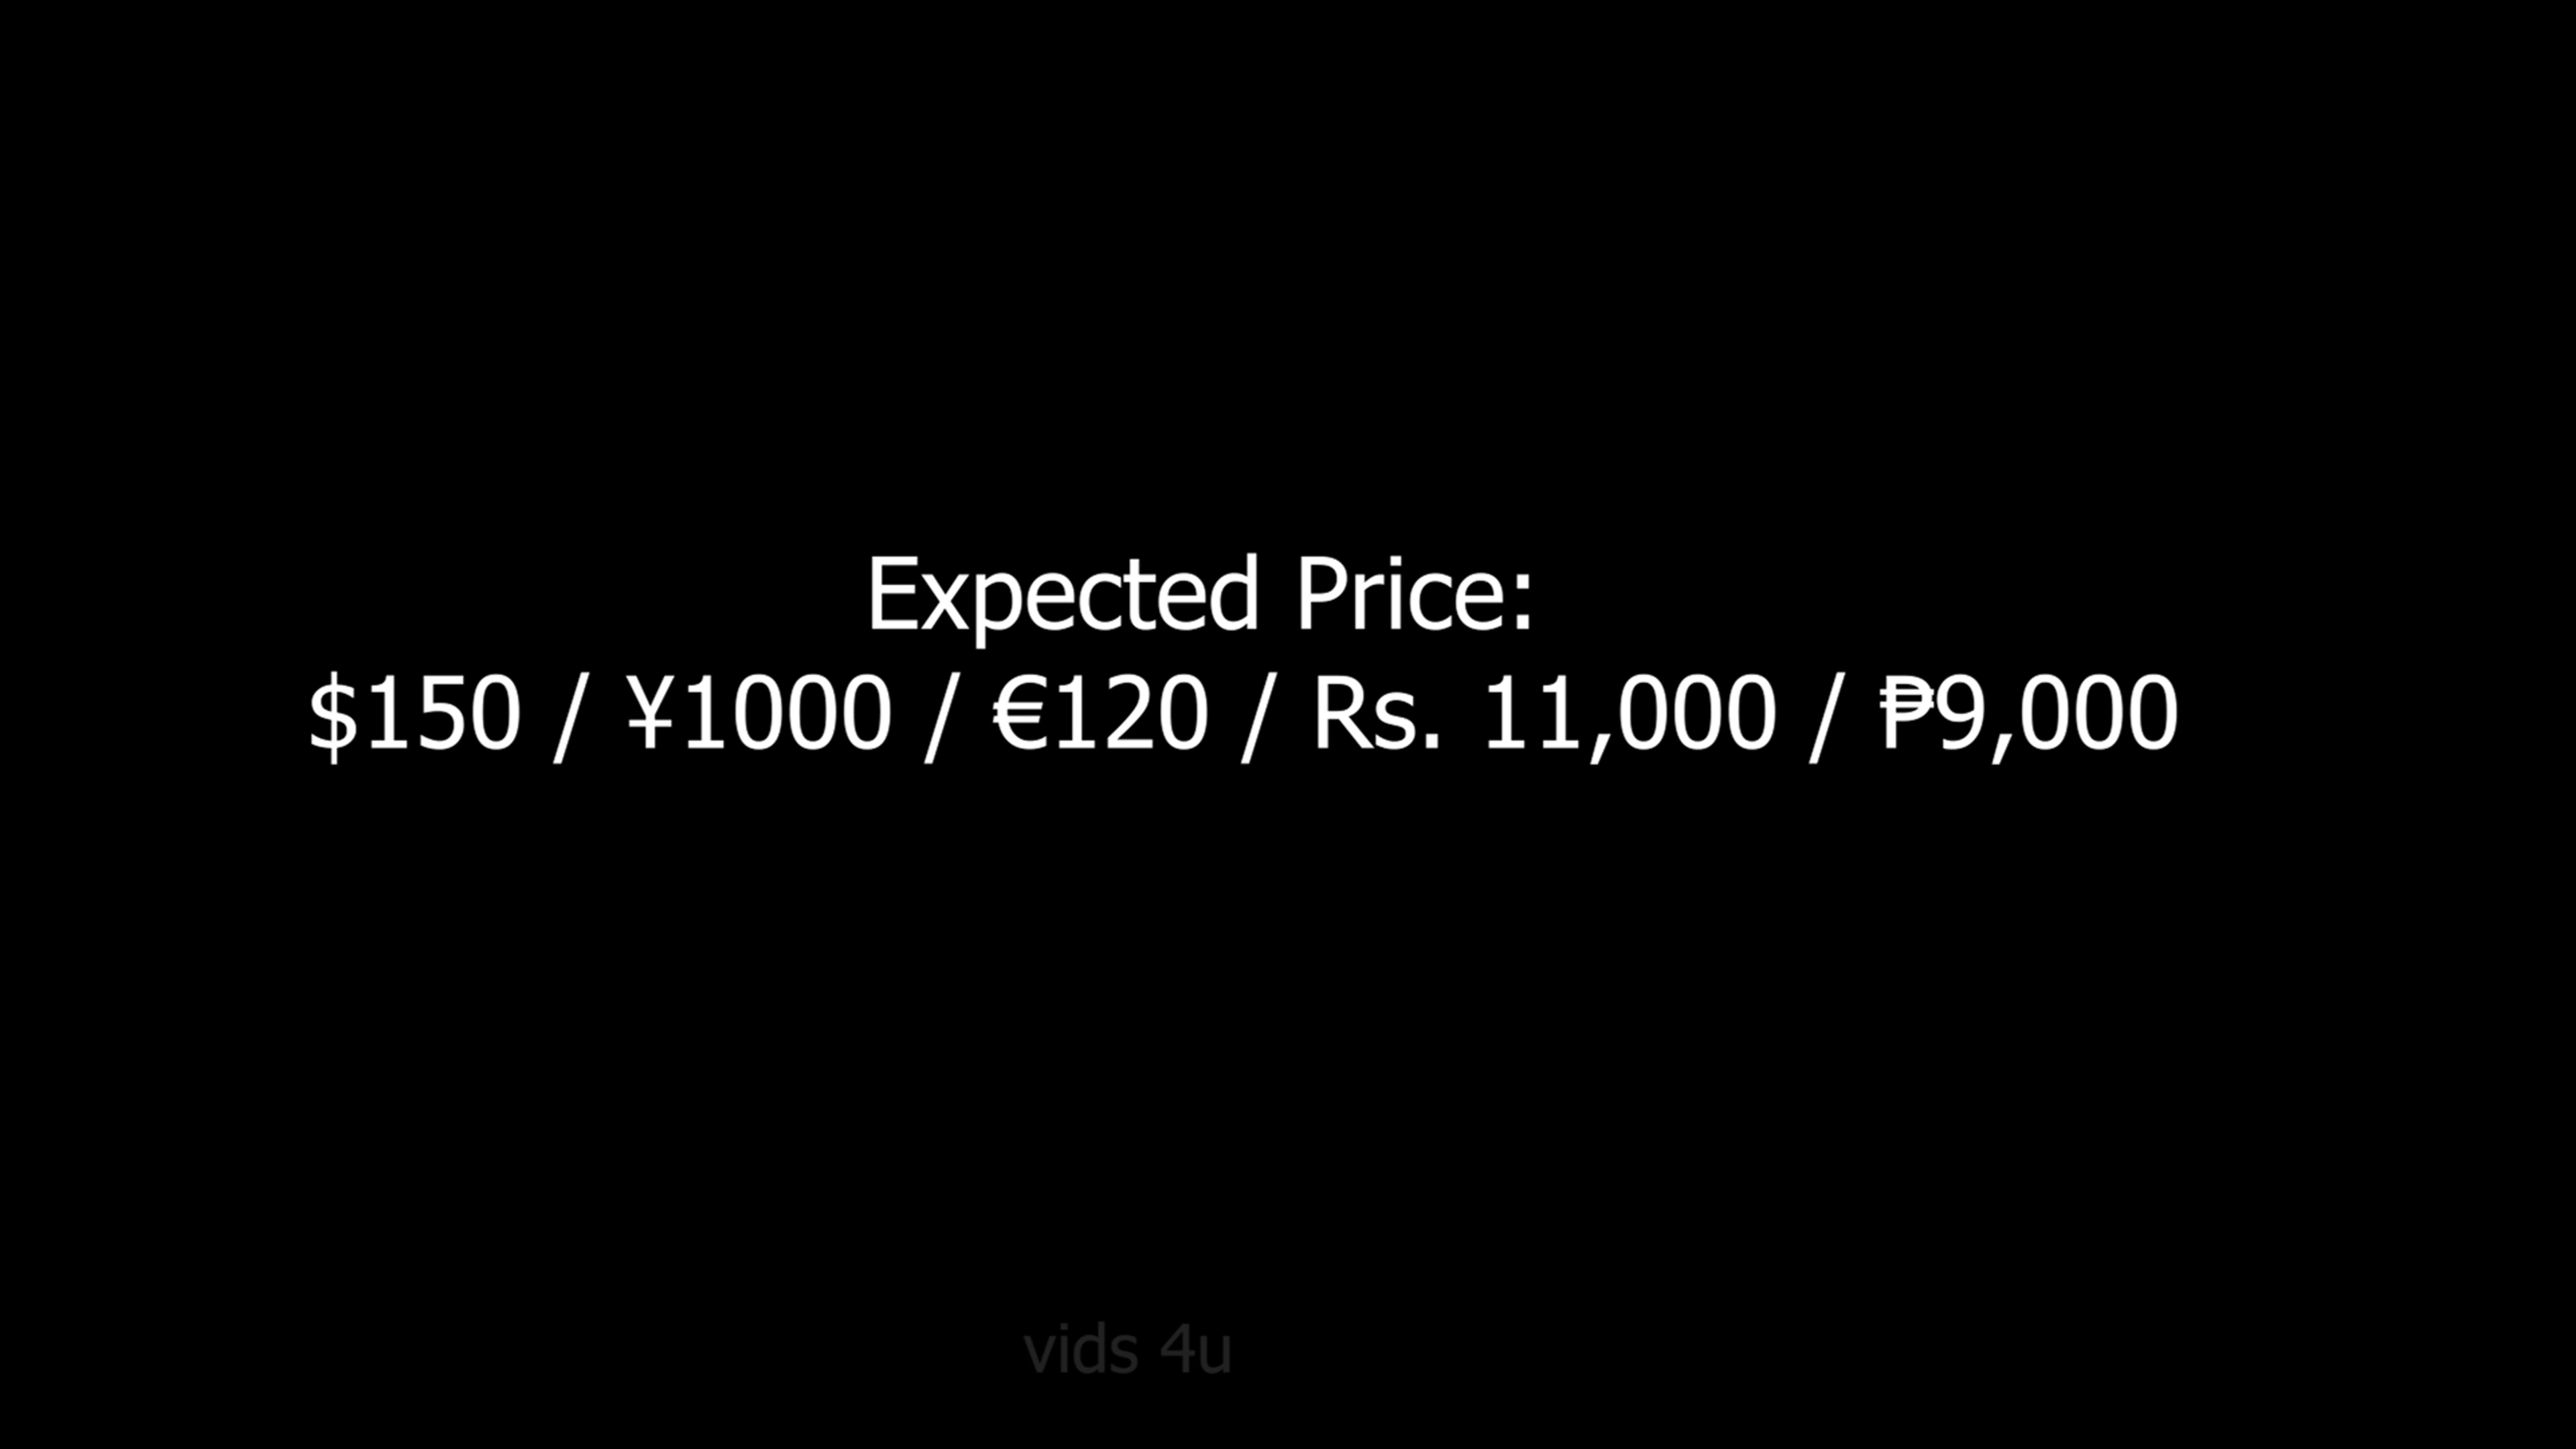 Expected Price:
$150 / ¥1000 / €120 / Rs. 11,000 / ₱9,000
vids 4u